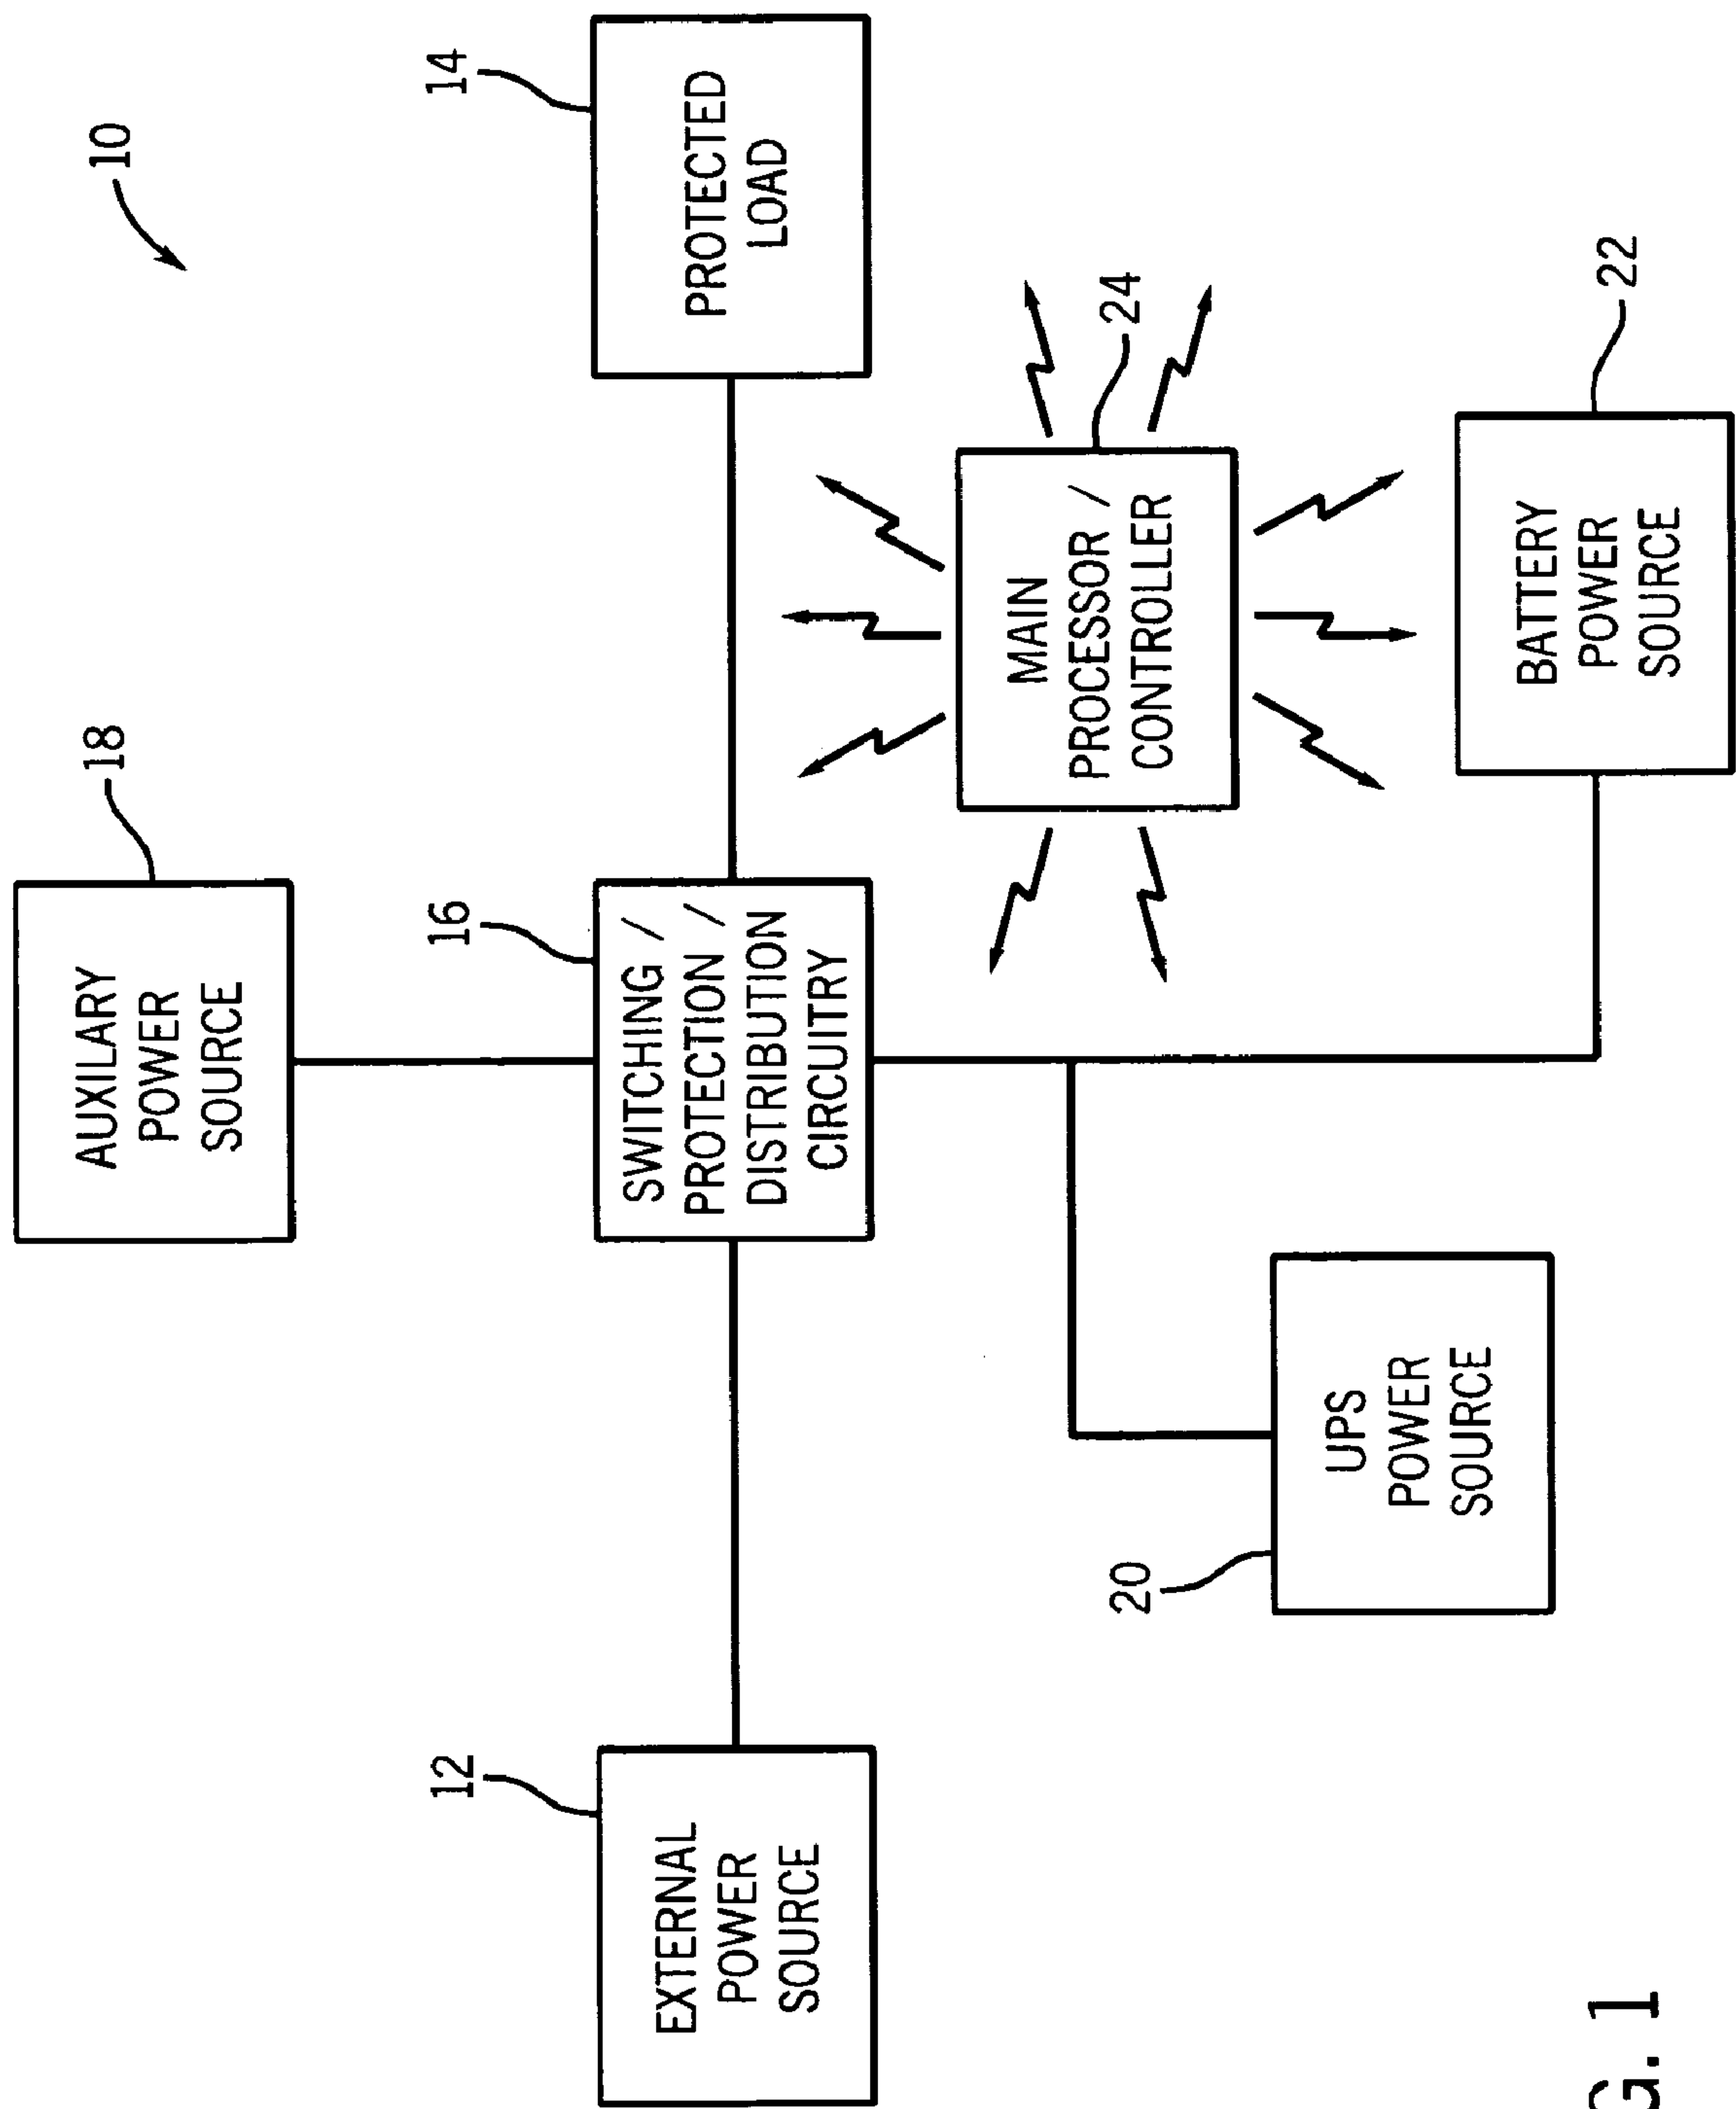 10
18
AUXILARY
POWER
SOURCE
12
EXTERNAL
POWER
SOURCE
16
SWITCHING /
PROTECTION /
DISTRIBUTION
CIRCUITRY
14
PROTECTED
LOAD
24
MAIN
PROCESSOR /
CONTROLLER
20
UPS
POWER
SOURCE
22
BATTERY
POWER
SOURCE
G. 1